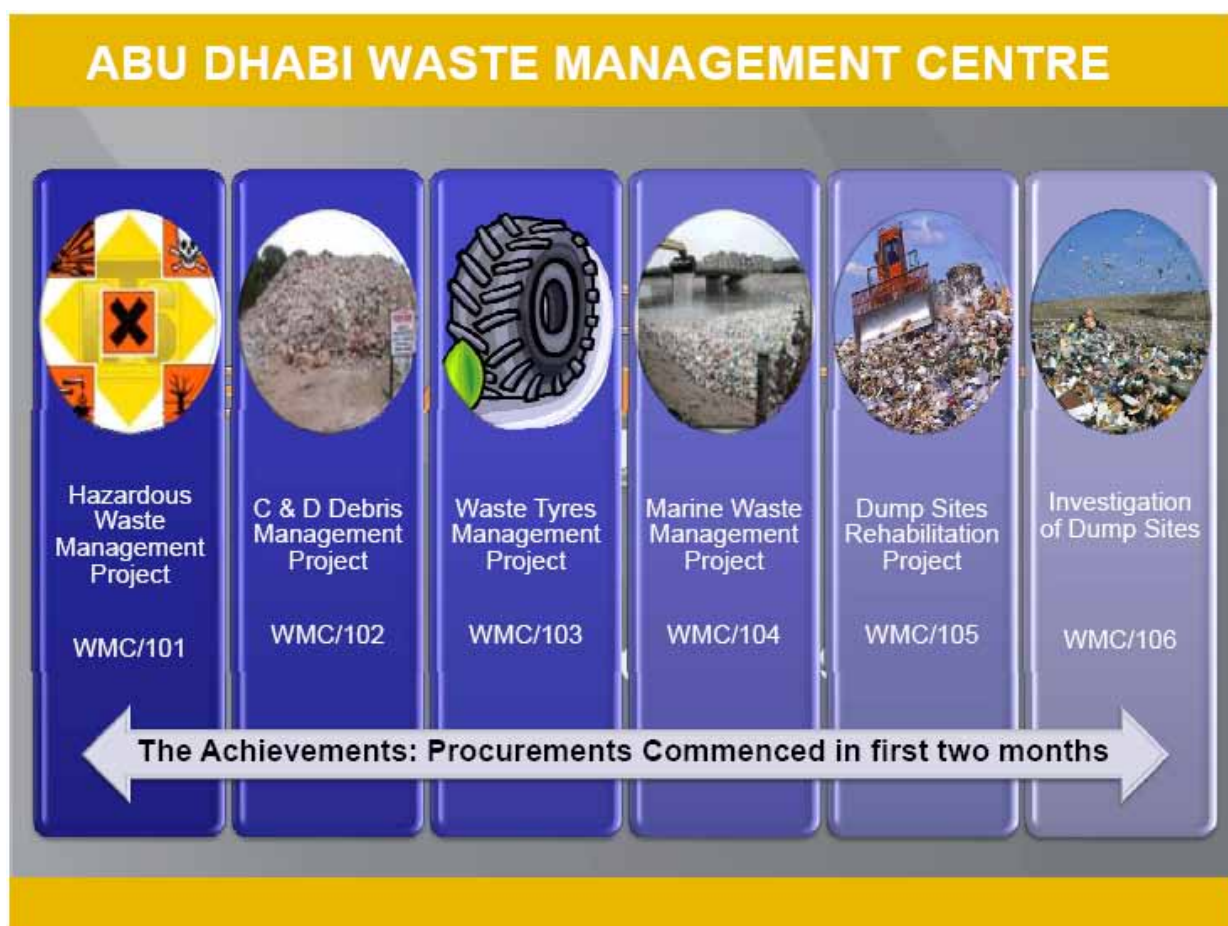 ABU DHABI WASTE MANAGEMENT CENTRE
Hazardous
Waste
Management
Project
WMC/101
C & D Debris
Management
Project
WMC/102
Waste Tyres
Management
Project
WMC/103
Marine Waste
Management
Project
WMC/104
Dump Sites
Rehabilitation
Project
WMC/105
Investigation
of Dump Sites
WMC/106
The Achievements: Procurements Commenced in first two months